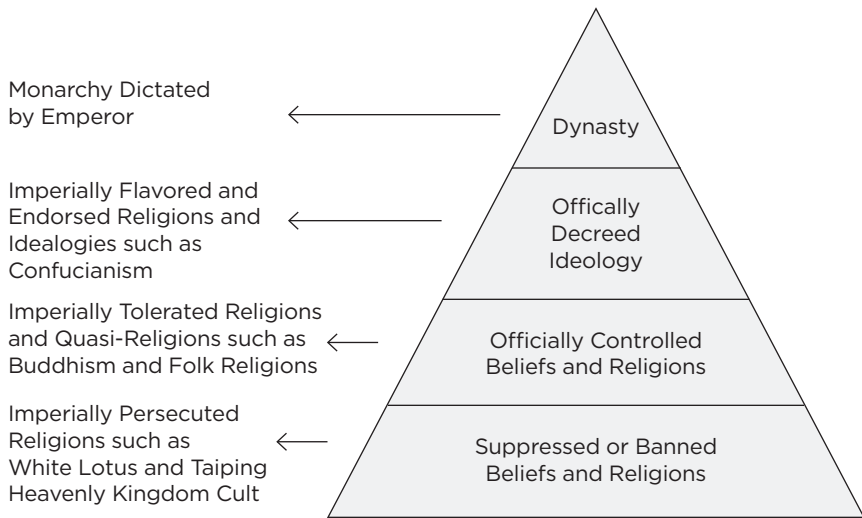 Monarchy Dictated
by Emperor
Dynasty
Imperially Flavored and
Endorsed Religions and
Idealogies such as
Confucianism
Offically
Decreed
Ideology
Imperially Tolerated Religions
and Quasi-Religions such as
Buddhism and Folk Religions
Officially Controlled
Beliefs and Religions
Imperially Persecuted
Religions such as
White Lotus and Taiping
Heavenly Kingdom Cult
Suppressed or Banned
Beliefs and Religions